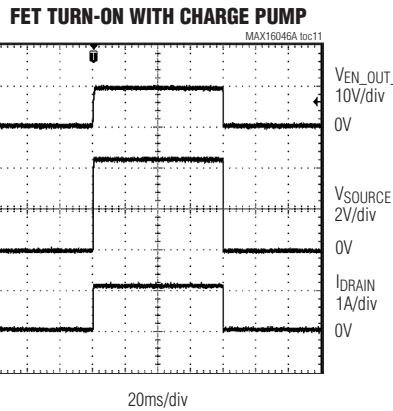 FET TURN-ON WITH CHARGE PUMP
MAX16046A toc11
VEN_OUT_
10V/div
0V
VSOURCE
2V/div
0V
IDRAIN
1A/div
0V
20ms/div